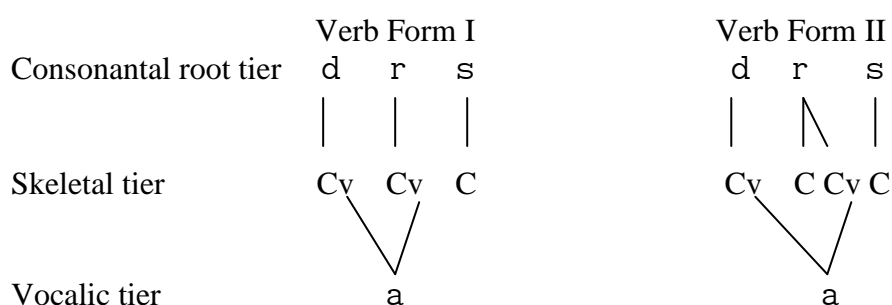 Verb Form I Verb Form II
Consonantal root tier d r s d r s
Skeletal tier Cv Cv C Cv C Cv C
Vocalic tier a a